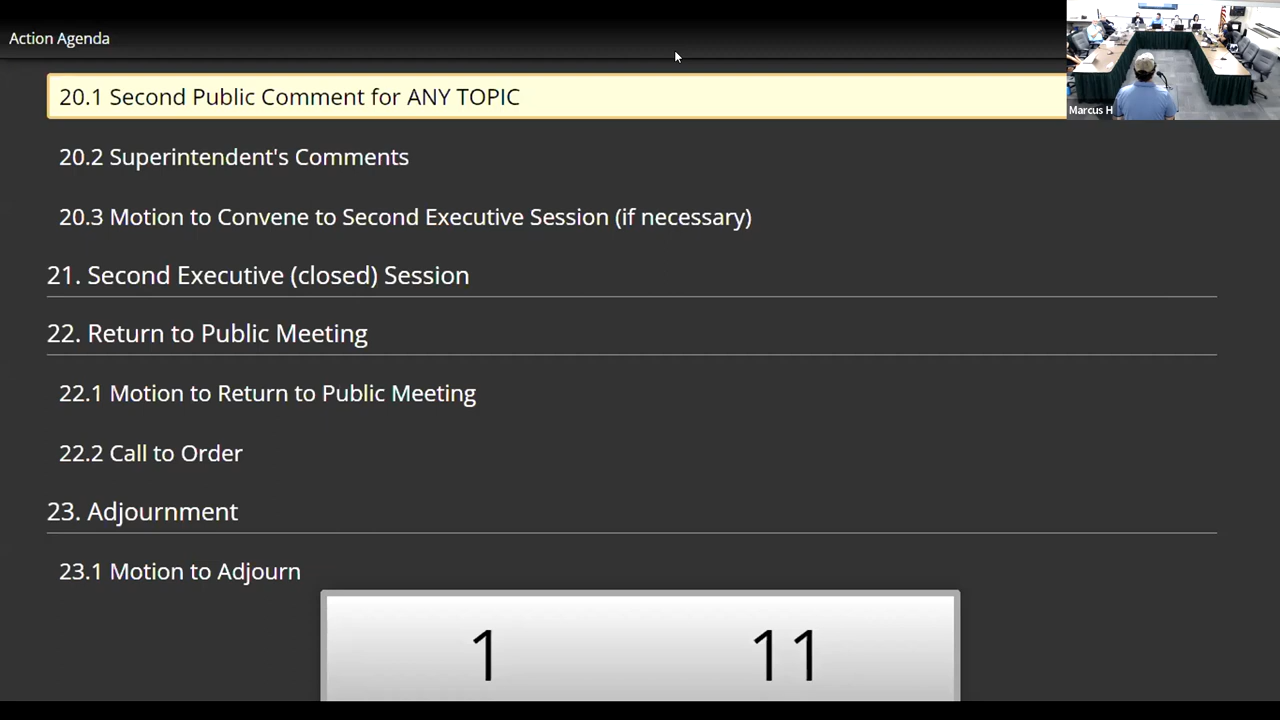 Action Agenda
20.1 Second Public Comment for ANY TOPIC
20.2 Superintendent's Comments
20.3 Motion to Convene to Second Executive Session (if necessary)
21. Second Executive (closed) Session
22. Return to Public Meeting
22.1 Motion to Return to Public Meeting
22.2 Call to Order
23. Adjournment
23.1 Motion to Adjourn
1 11
Marcus H